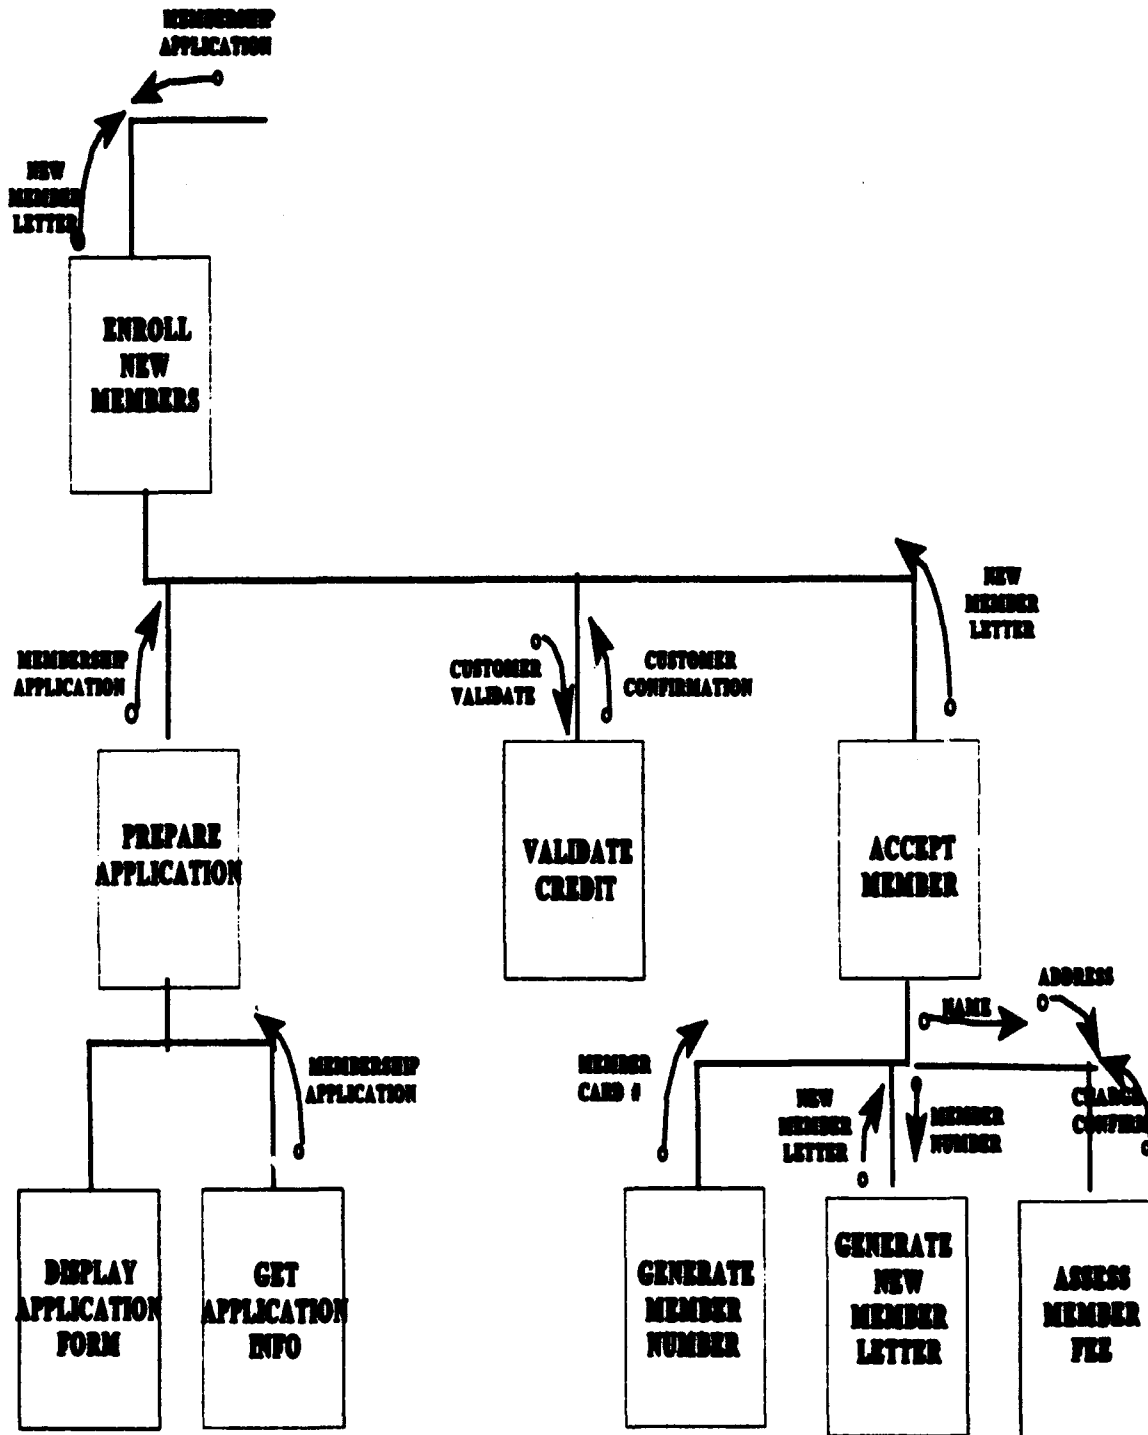 MEMBERSHIP
APPLICATION
NEW
MEMBER
LETTER
ENROLL
NEW
MEMBERS
NEW
MEMBER
LETTER
MEMBERSHIP
APPLICATION
CUSTOMER
VALIDATE
CUSTOMER
CONFIRMATION
PREPARE
APPLICATION
VALIDATE
CREDIT
ACCEPT
MEMBER
ADDRESS
NAME
MEMBERSHIP
APPLICATION
MEMBER
CARD #
NEW
MEMBER
LETTER
MEMBER
NUMBER
CHARGE
CONFIRM
DISPLAY
APPLICATION
FORM
GET
APPLICATION
INFO
GENERATE
MEMBER
NUMBER
GENERATE
NEW
MEMBER
LETTER
ASSESS
MEMBER
FEE